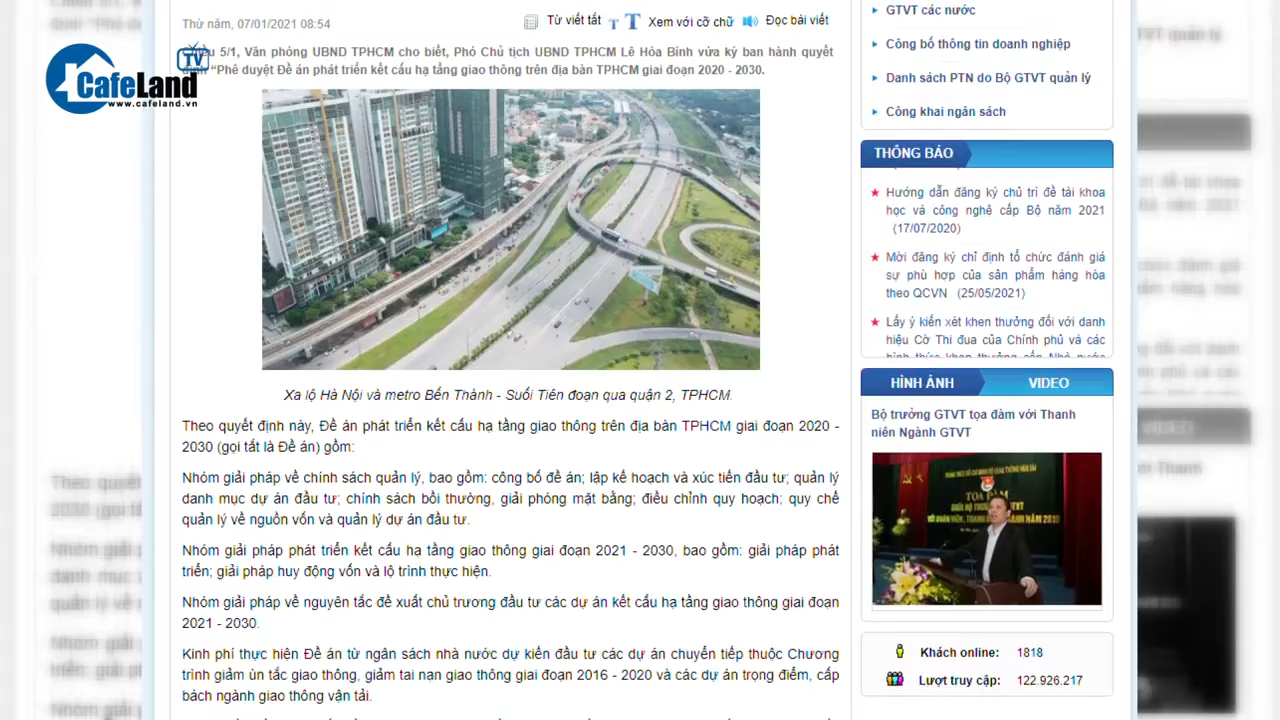 Thứ năm, 07/01/2021 08:54
Từ viết tắt
Xem với cỡ chữ
Đọc bài viết
5/1, Văn phòng UBND TPHCM cho biết, Phó Chủ tịch UBND TPHCM Lê Hòa Bình vừa ký ban hành quyết
"Phê duyệt Đề án phát triển kết cấu hạ tầng giao thông trên địa bàn TPHCM giai đoạn 2020 - 2030.
CafeLand TV
www.cafeland.vn
Xa lộ Hà Nội và metro Bến Thành - Suối Tiên đoạn qua quận 2, TPHCM.
Theo quyết định này, Đề án phát triển kết cấu hạ tầng giao thông trên địa bàn TPHCM giai đoạn 2020 -
2030 (gọi tắt là Đề án) gồm:
Nhóm giải pháp về chính sách quản lý, bao gồm: công bố đề án; lập kế hoạch và xúc tiến đầu tư; quản lý
danh mục dự án đầu tư; chính sách bồi thường, giải phóng mặt bằng; điều chỉnh quy hoạch; quy chế
quản lý về nguồn vốn và quản lý dự án đầu tư.
Nhóm giải pháp phát triển kết cấu hạ tầng giao thông giai đoạn 2021 - 2030, bao gồm: giải pháp phát
triển; giải pháp huy động vốn và lộ trình thực hiện.
Nhóm giải pháp về nguyên tắc đề xuất chủ trương đầu tư các dự án kết cấu hạ tầng giao thông giai đoạn
2021 - 2030.
Kinh phí thực hiện Đề án từ ngân sách nhà nước dự kiến đầu tư các dự án chuyển tiếp thuộc Chương
trình giảm ùn tắc giao thông, giảm tai nạn giao thông giai đoạn 2016 - 2020 và các dự án trọng điểm, cấp
bách ngành giao thông vận tải.
GTVT các nước
Công bố thông tin doanh nghiệp
Danh sách PTN do Bộ GTVT quản lý
Công khai ngân sách
THÔNG BÁO
Hướng dẫn đăng ký chủ trì đề tài khoa
học và công nghệ cấp Bộ năm 2021
(17/07/2020)
Mời đăng ký chỉ định tổ chức đánh giá
sự phù hợp của sản phẩm hàng hóa
theo QCVN (25/05/2021)
Lấy ý kiến xét khen thưởng đối với danh
hiệu Cờ Thi đua của Chính phủ và các
hình thức khen thưởng cấp Nhà nước
HÌNH ẢNH
VIDEO
Bộ trưởng GTVT tọa đàm với Thanh
niên Ngành GTVT
TỌA ĐÀM
Khách online: 1818
Lượt truy cập: 122.926.217